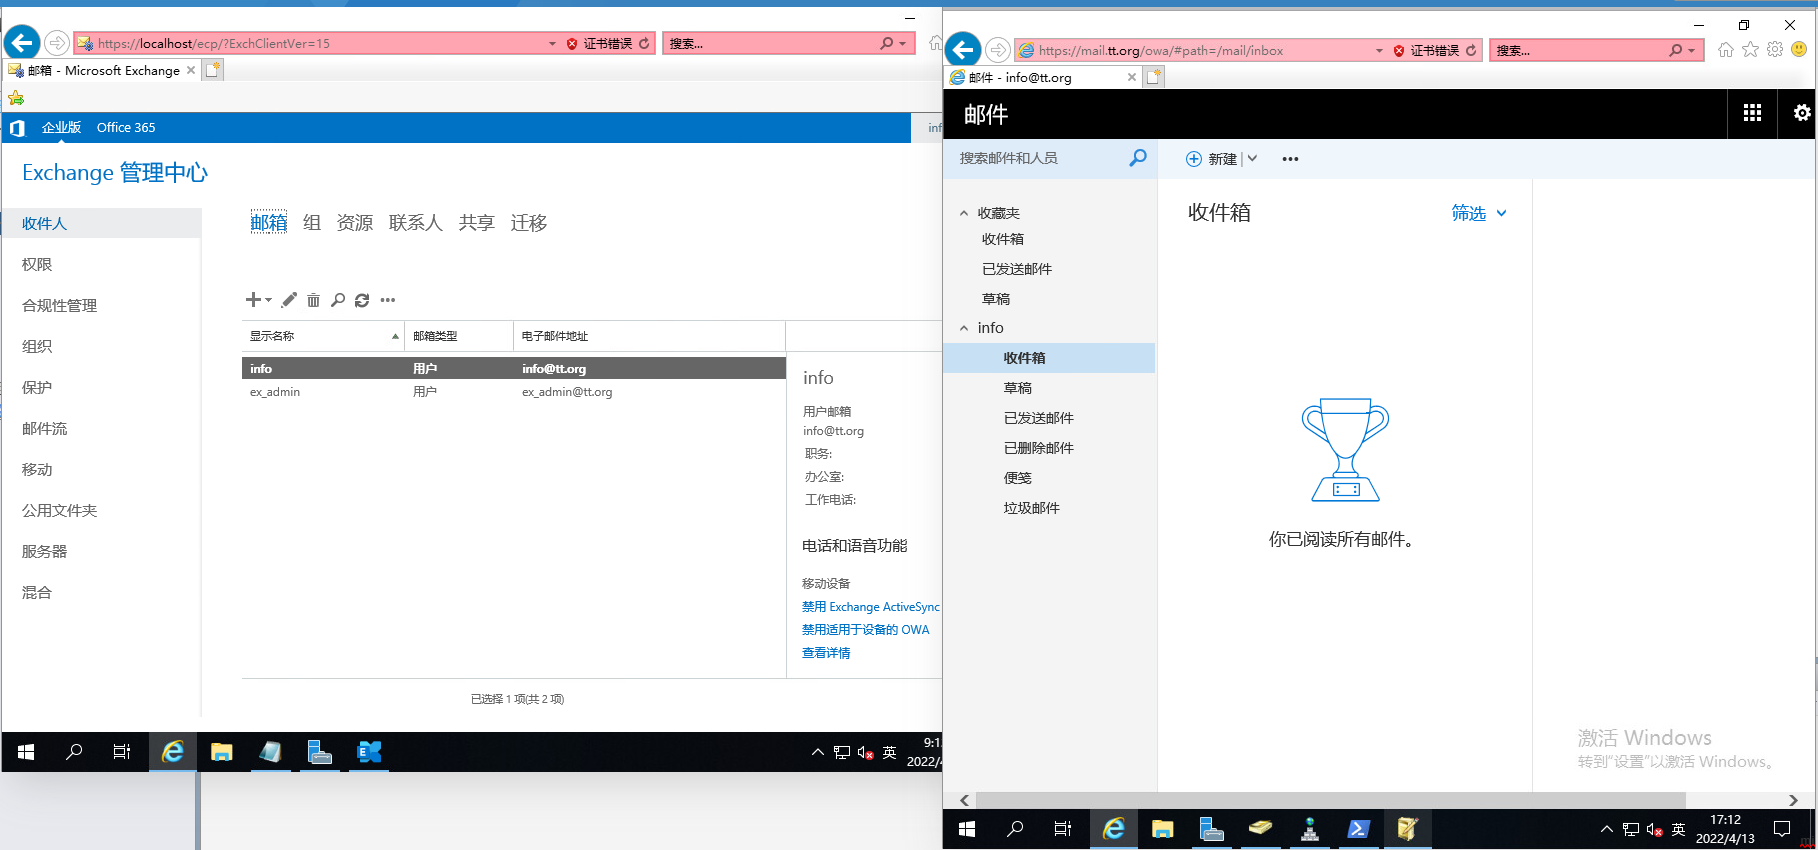 https://localhost/ecp/?ExchClientVer=15
证书错误
搜索...
邮箱 - Microsoft Exchange
企业版
Office 365
inf
Exchange 管理中心
收件人
权限
合规性管理
组织
保护
邮件流
移动
公用文件夹
服务器
混合
邮箱 组 资源 联系人 共享 迁移
显示名称 邮箱类型 电子邮件地址
info 用户 info@tt.org
ex_admin 用户 ex_admin@tt.org
info
用户邮箱
info@tt.org
职务:
办公室:
工作电话:
电话和语音功能
移动设备
禁用 Exchange ActiveSync
禁用适用于设备的 OWA
查看详情
已选择 1 项(共 2 项)
英
9:1
2022/4
https://mail.tt.org/owa/#path=/mail/inbox
证书错误
搜索...
邮件 - info@tt.org
邮件
搜索邮件和人员
新建
收藏夹
收件箱
已发送邮件
草稿
info
收件箱
草稿
已发送邮件
已删除邮件
便笺
垃圾邮件
收件箱
筛选
你已阅读所有邮件。
激活 Windows
转到"设置"以激活 Windows。
英
17:12
2022/4/13